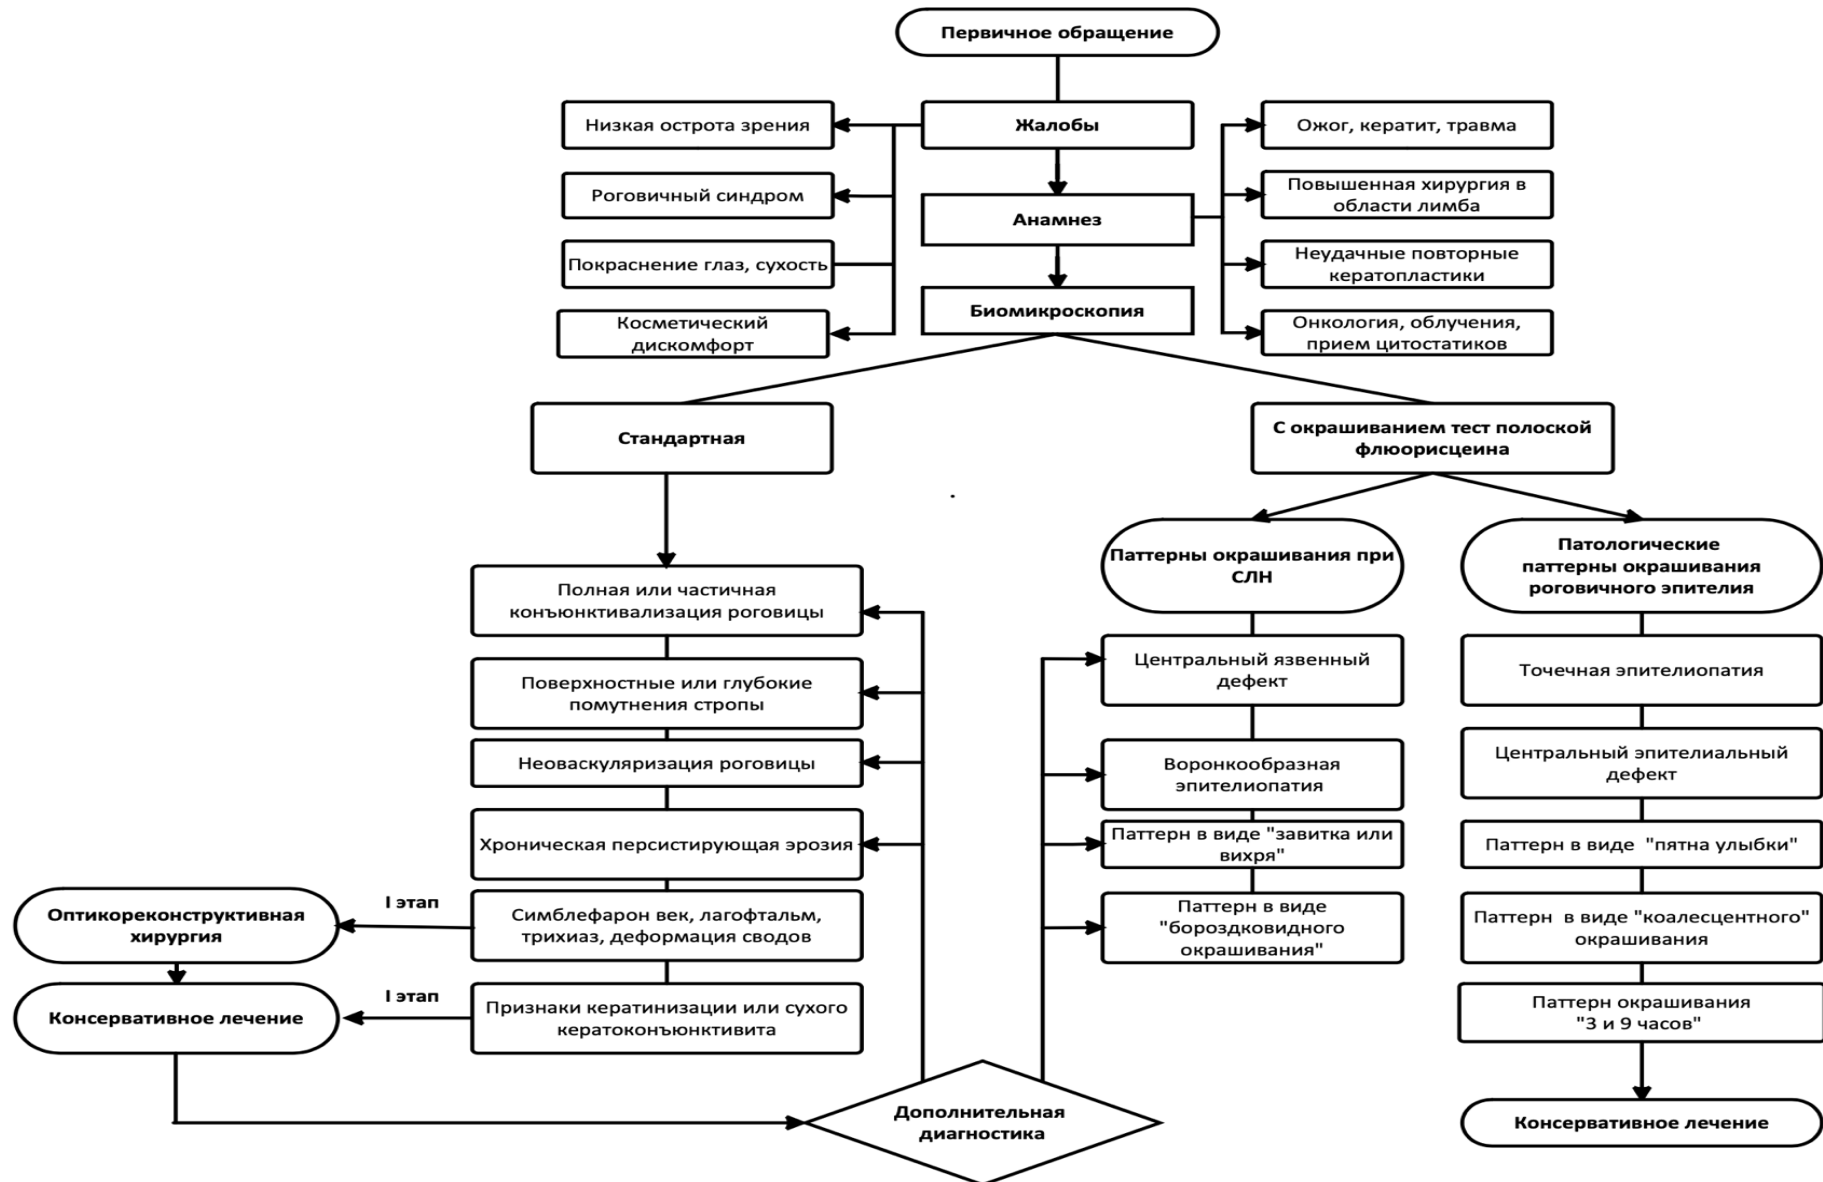 Первичное обращение
Жалобы
Низкая острота зрения
Роговичный синдром
Покраснение глаз, сухость
Косметический
дискомфорт
Анамнез
Ожог, кератит, травма
Повышенная хирургия в
области лимба
Неудачные повторные
кератопластики
Онкология, облучения,
прием цитостатиков
Биомикроскопия
Стандартная
С окрашиванием тест полоской
флюорисцеина
Полная или частичная
конъюнктивализация роговицы
Поверхностные или глубокие
помутнения стропы
Неоваскуляризация роговицы
Хроническая персистирующая эрозия
Симблефарон век, лагофтальм,
трихиаз, деформация сводов
Признаки кератинизации или сухого
кератоконъюнктивита
I этап
I этап
Оптикореконструктивная
хирургия
Консервативное лечение
Дополнительная
диагностика
Паттерны окрашивания при
СЛН
Центральный язвенный
дефект
Воронкообразная
эпителиопатия
Паттерн в виде "завитка или
вихря"
Паттерн в виде
"бороздковидного
окрашивания"
Патологические
паттерны окрашивания
роговичного эпителия
Точечная эпителиопатия
Центральный эпителиальный
дефект
Паттерн в виде "пятна улыбки"
Паттерн в виде "коалесцентного"
окрашивания
Паттерн окрашивания
"3 и 9 часов"
Консервативное лечение